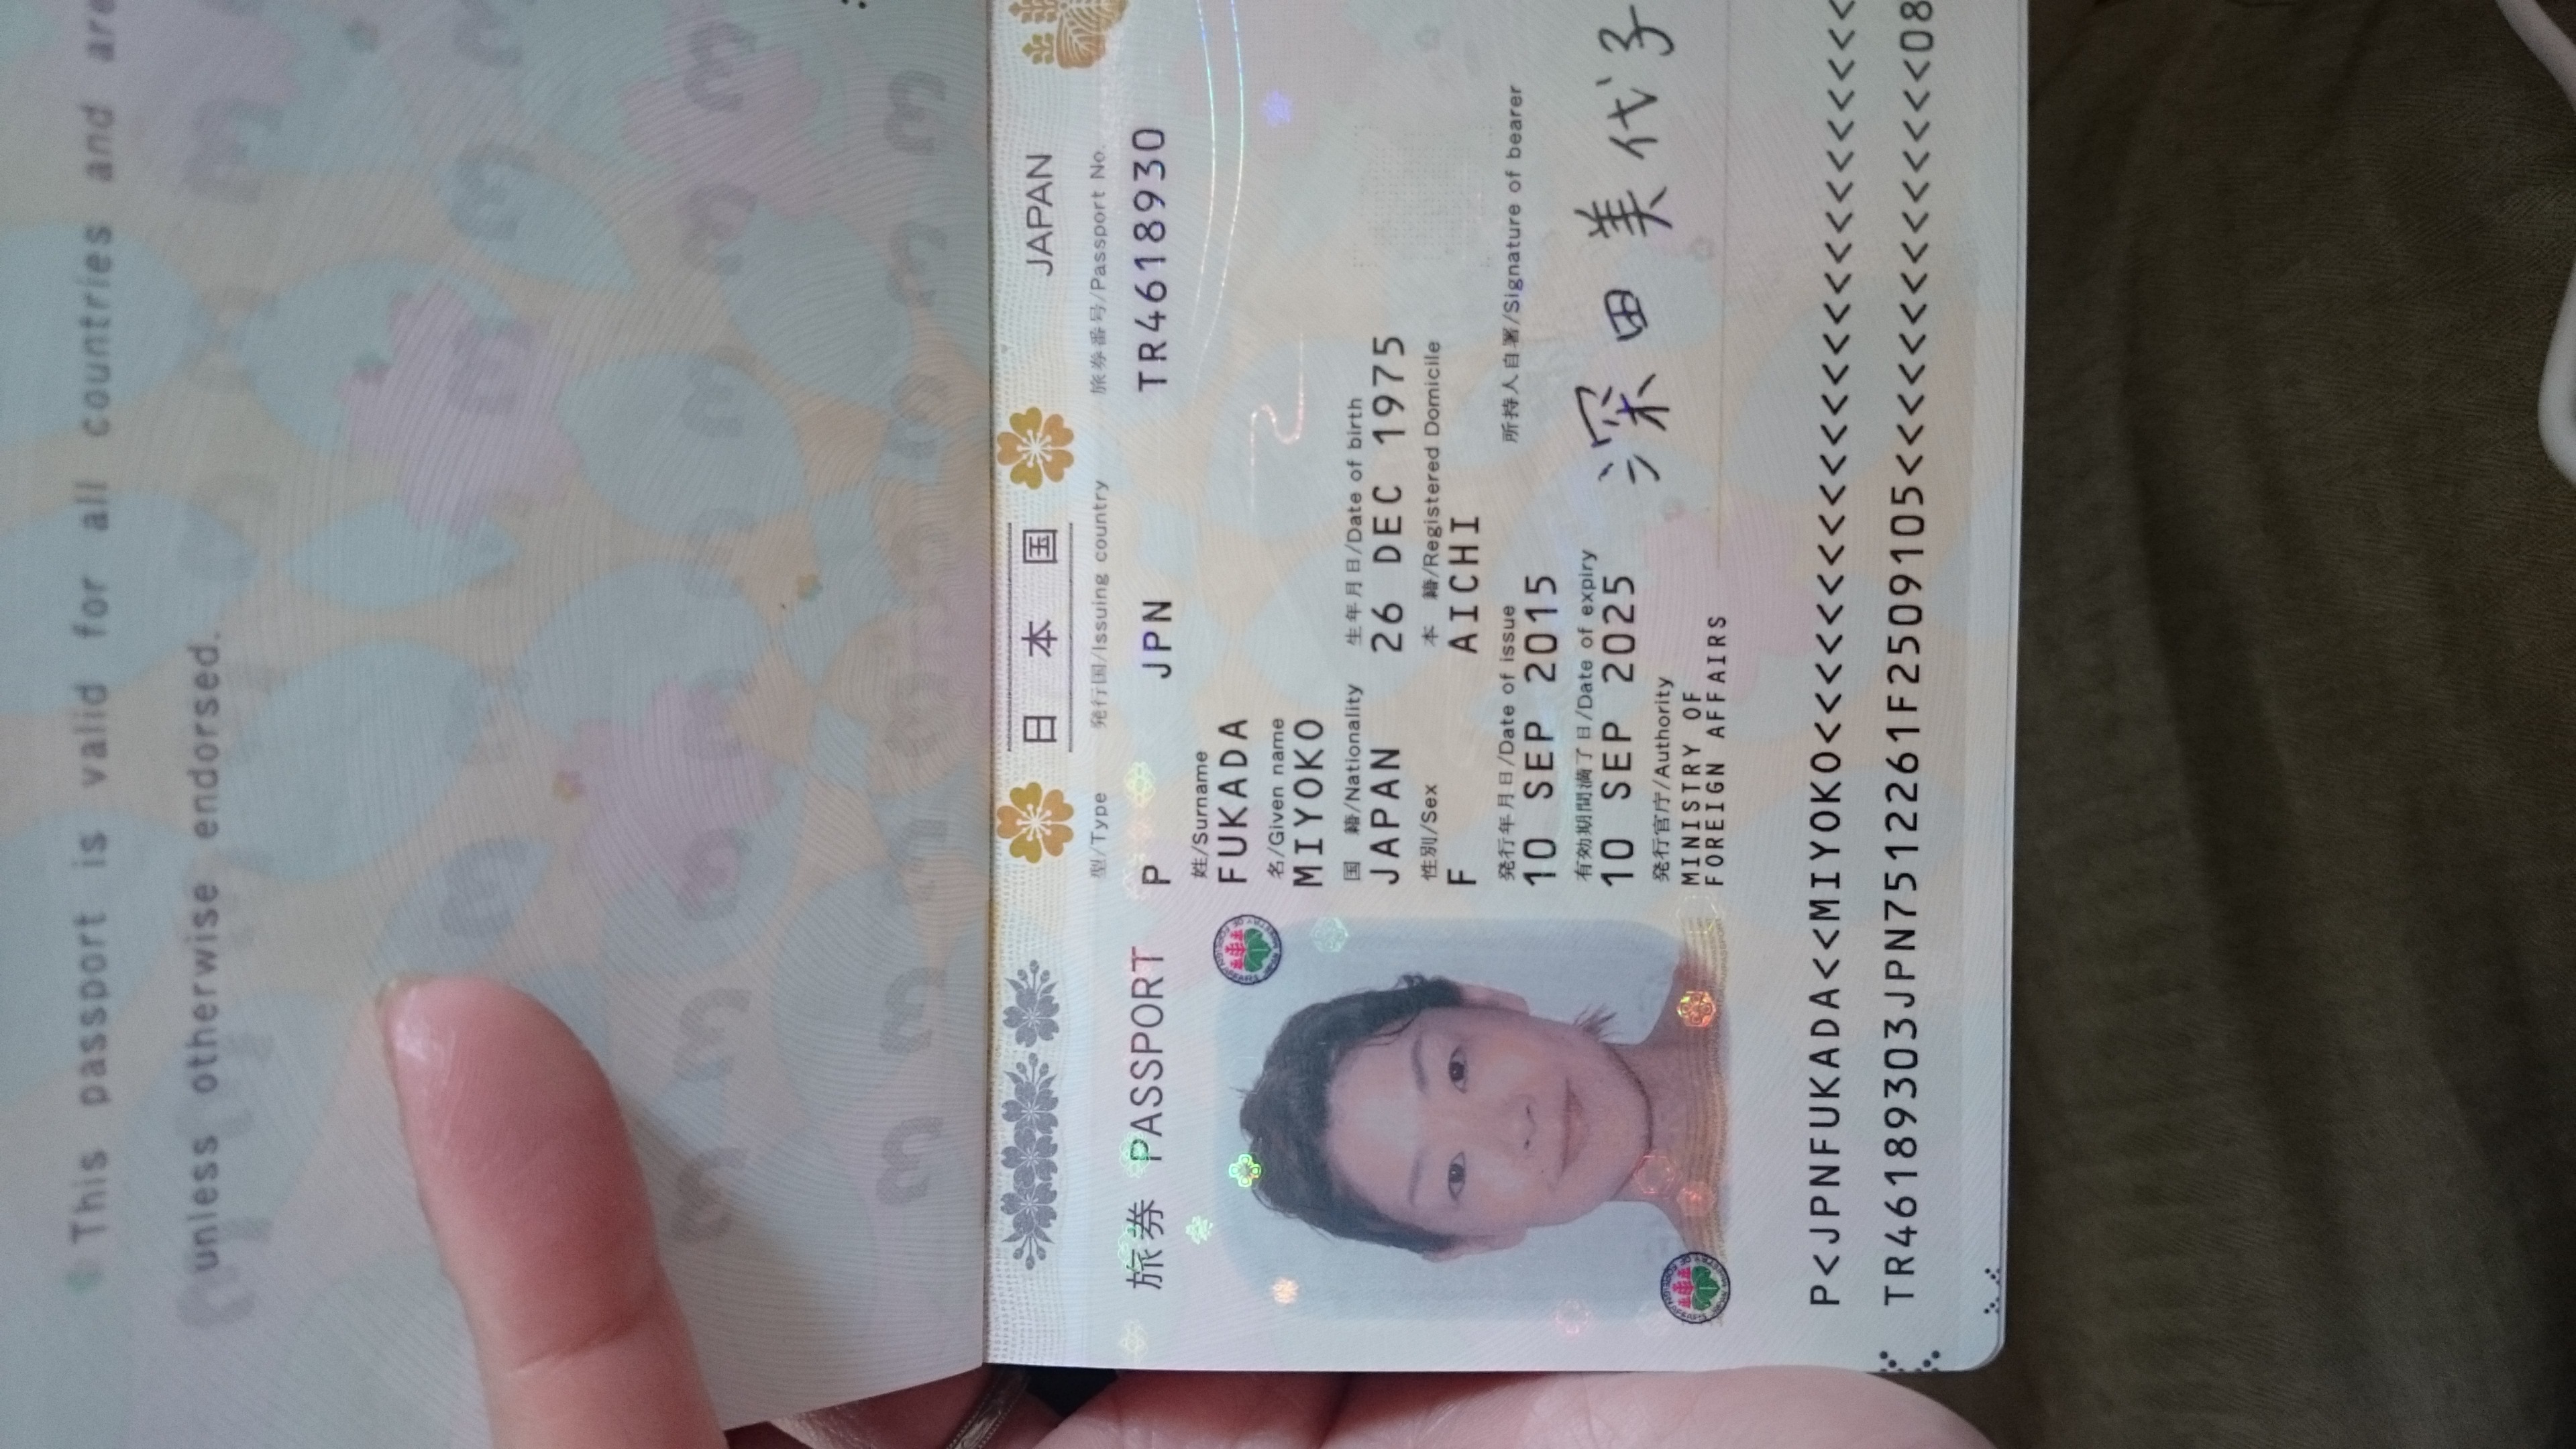 This passport is valid for all countries and are
unless otherwise endorsed.
日本国 JAPAN
旅券 PASSPORT
型/Type 発行国/Issuing country 旅券番号/Passport No.
P JPN TR4618930
姓/Surname
FUKADA
名/Given name
MIYOKO
国 籍/Nationality 生年月日/Date of birth
JAPAN 26 DEC 1975
性別/Sex 本 籍/Registered Domicile
F AICHI
発行年月日/Date of issue 所持人自署/Signature of bearer
10 SEP 2015
有効期間満了日/Date of expiry
10 SEP 2025
深田美代子
発行官庁/Authority
MINISTRY OF
FOREIGN AFFAIRS
P<JPNFUKADA<<MIYOKO<<<<<<<<<<<<<<<<<<<<<<<
TR46189303JPN7512261F2509105<<<<<<<<<<<<<<08